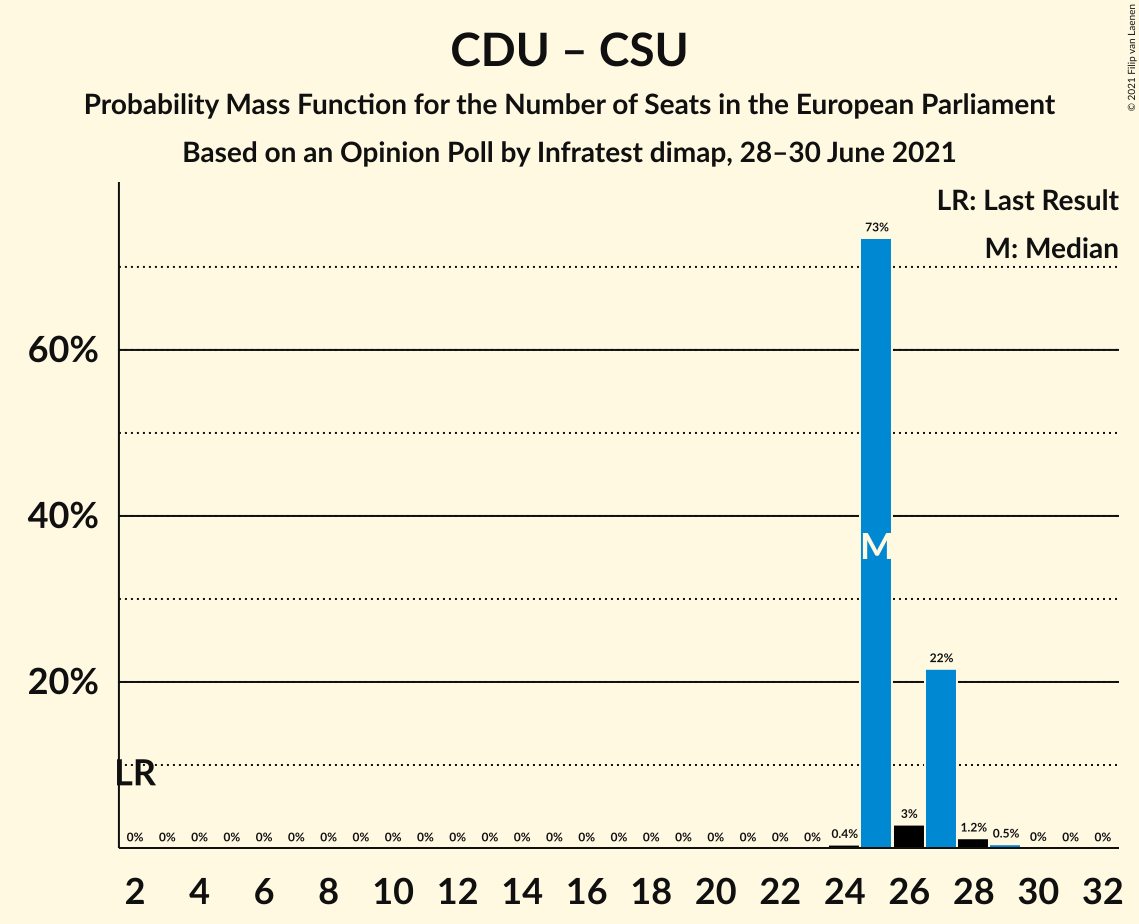 CDU – CSU
Probability Mass Function for the Number of Seats in the European Parliament
Based on an Opinion Poll by Infratest dimap, 28–30 June 2021
© 2021 Filip van Laenen
LR: Last Result
M: Median
73%
60%
40%
M
22%
20%
LR
0% 0% 0% 0% 0% 0% 0% 0% 0% 0% 0% 0% 0% 0% 0% 0% 0% 0% 0% 0% 0% 0% 0.4% 3% 1.2% 0.5% 0% 0% 0%
2 4 6 8 10 12 14 16 18 20 22 24 26 28 30 32